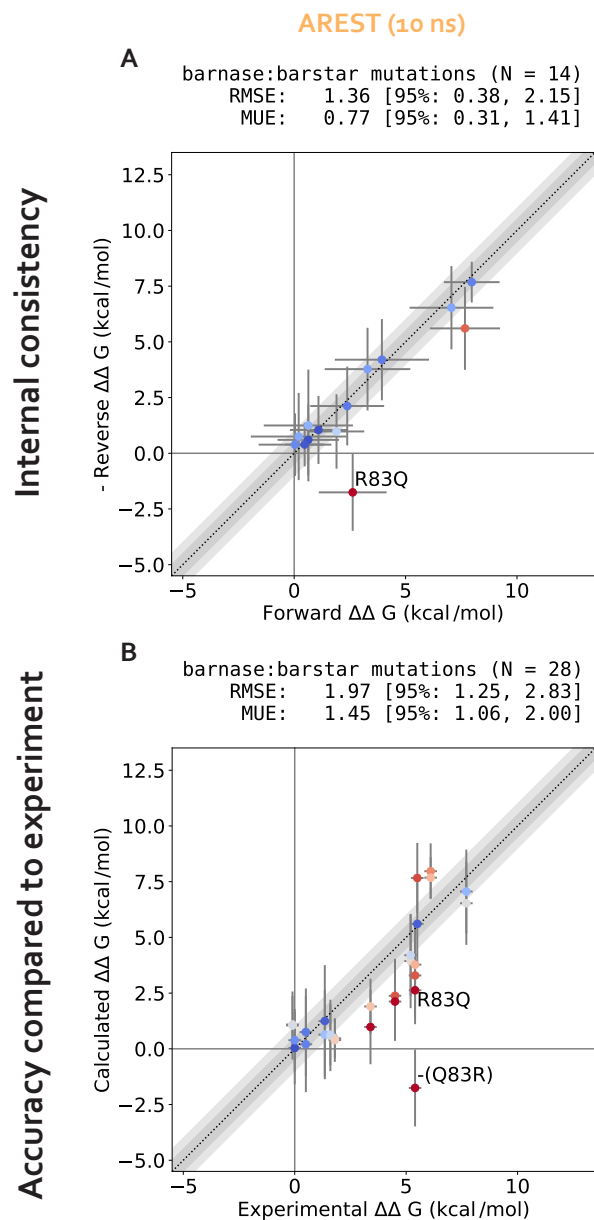 AREST (10 ns)
A
barnase:barstar mutations (N = 14)
RMSE: 1.36 [95%: 0.38, 2.15]
MUE: 0.77 [95%: 0.31, 1.41]
Internal consistency
- Reverse ΔΔ G (kcal/mol)
12.5
10.0
7.5
5.0
2.5
0.0
−2.5
−5.0
R83Q
−5
0
5
10
Forward ΔΔ G (kcal/mol)
B
barnase:barstar mutations (N = 28)
RMSE: 1.97 [95%: 1.25, 2.83]
MUE: 1.45 [95%: 1.06, 2.00]
Accuracy compared to experiment
Calculated ΔΔ G (kcal/mol)
12.5
10.0
7.5
5.0
2.5
0.0
−2.5
−5.0
R83Q
-(Q83R)
−5
0
5
10
Experimental ΔΔ G (kcal/mol)